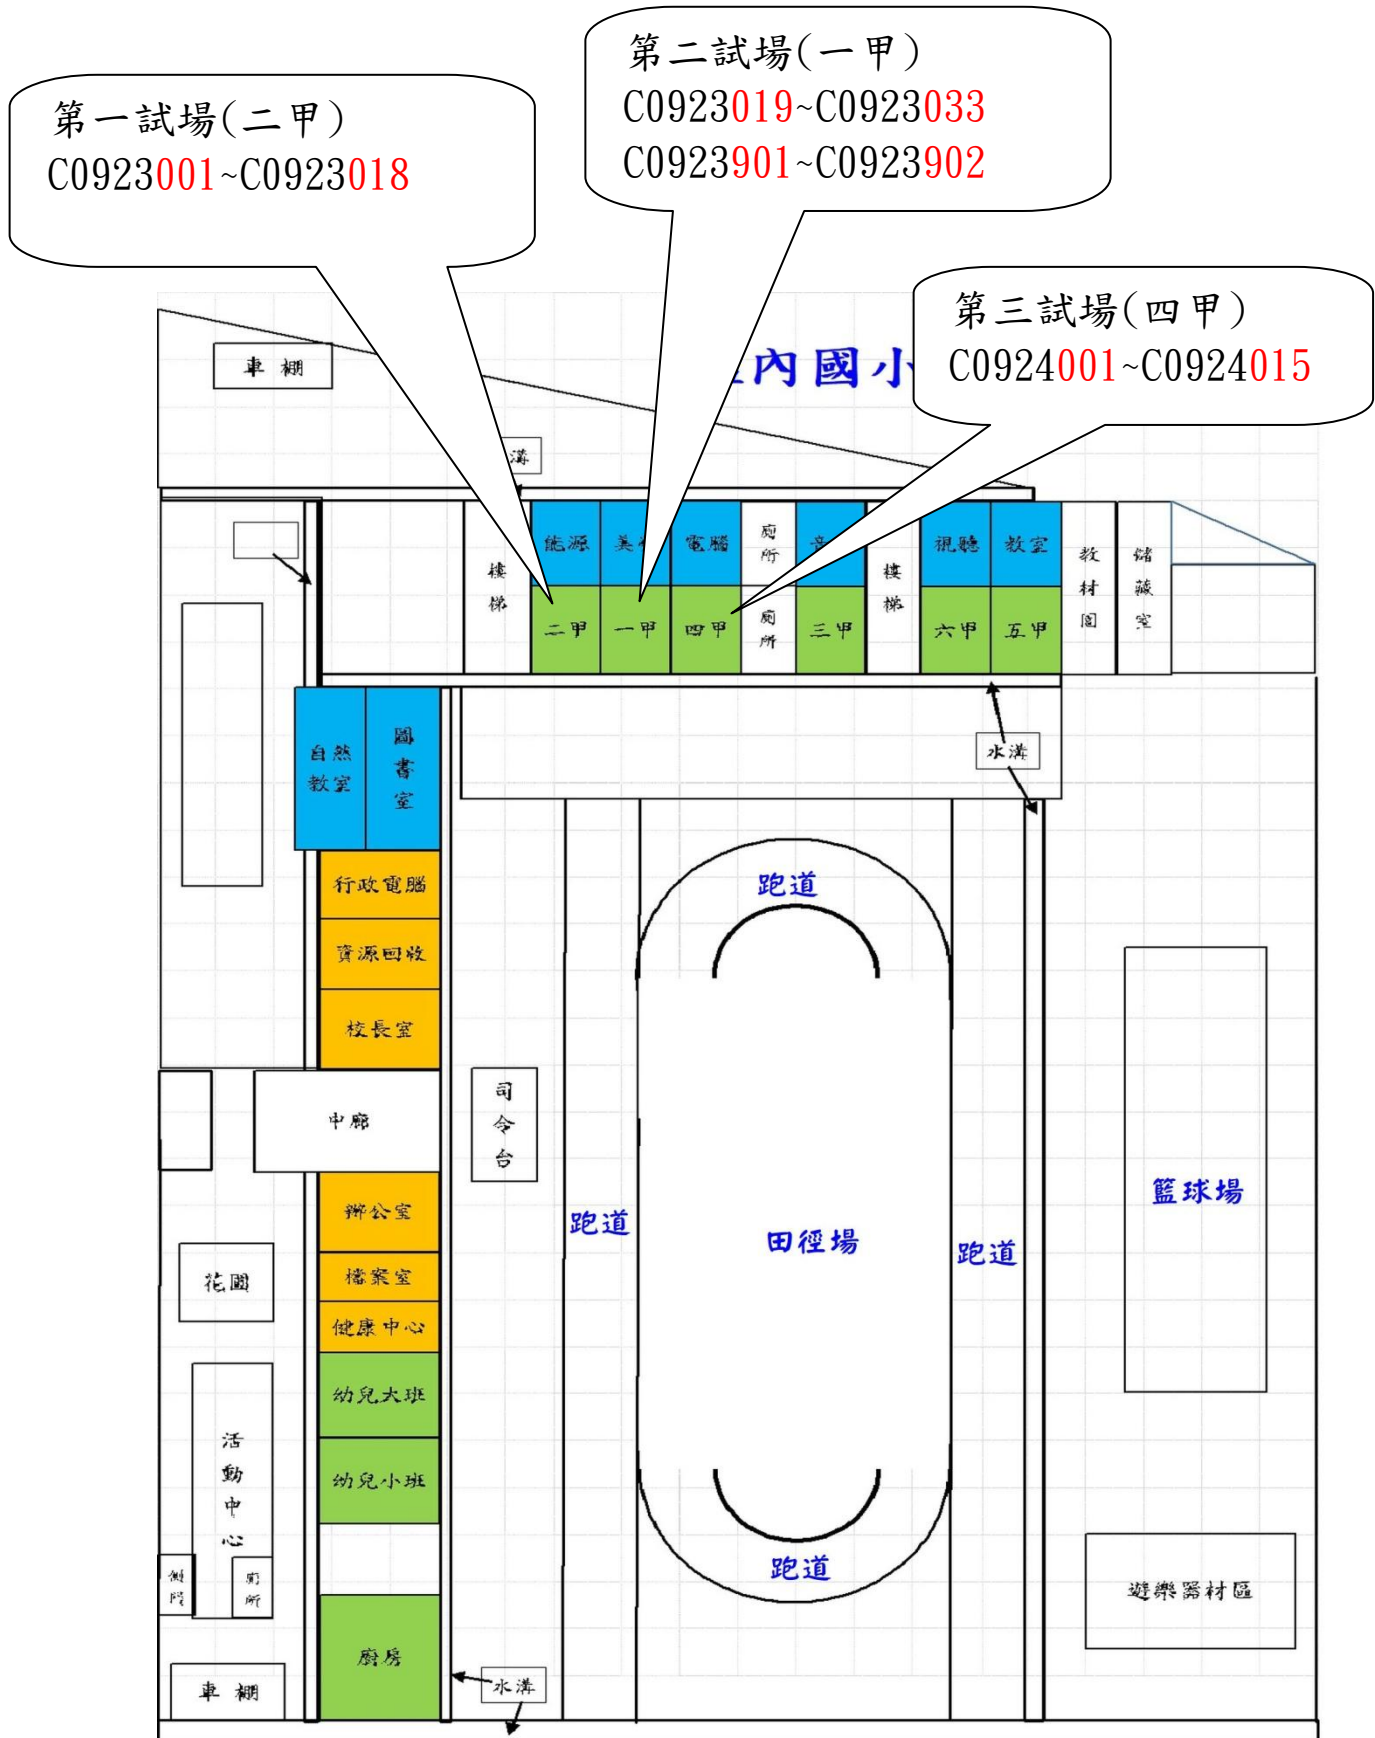 第二試場(一甲)
C0923019~C0923033
C0923901~C0923902
第一試場(二甲)
C0923001~C0923018
第三試場(四甲)
C0924001~C0924015
內國小
車棚
溝
能源
美
電腦
廁所
音
視聽
教室
樓梯
樓梯
教材園
儲藏室
二甲
一甲
四甲
廁所
三甲
六甲
五甲
自然教室
圖書室
水溝
行政電腦
跑道
資源回收
校長室
司令台
中廊
籃球場
辦公室
跑道
田徑場
跑道
花圃
檔案室
健康中心
幼兒大班
活動中心
幼兒小班
側門
廁所
跑道
遊樂器材區
廚房
車棚
水溝